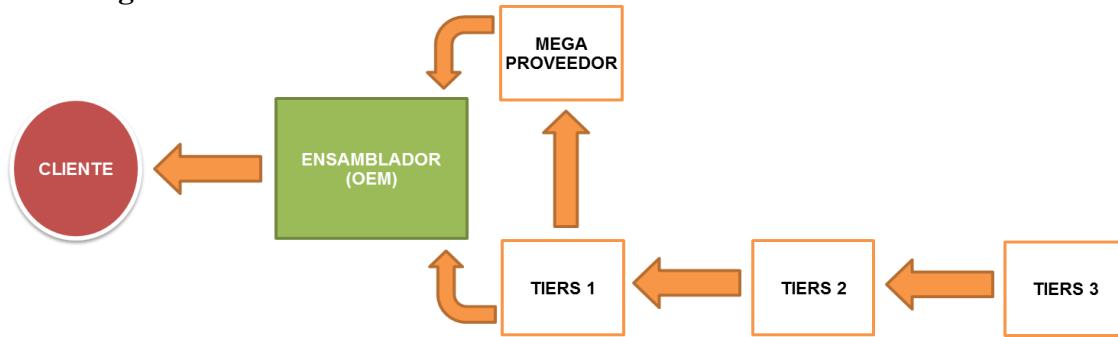 MEGA
PROVEEDOR
CLIENTE
ENSAMBLADOR
(OEM)
TIERS 1
TIERS 2
TIERS 3